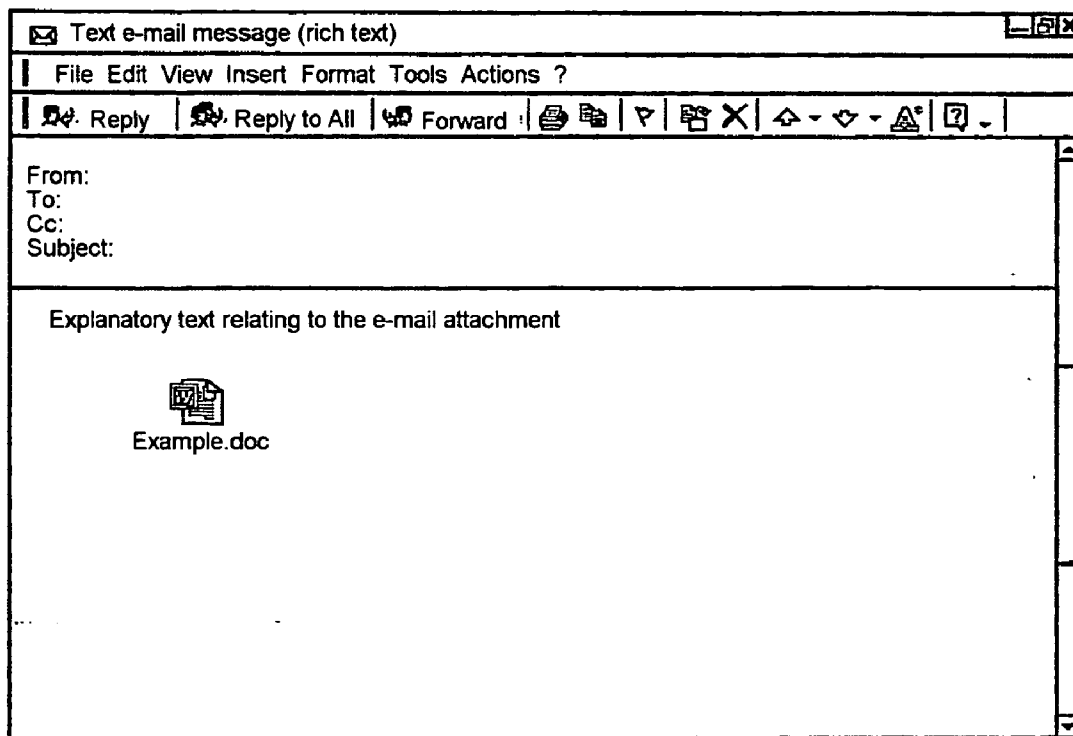 Text e-mail message (rich text)
File Edit View Insert Format Tools Actions ?
Reply Reply to All Forward
From:
To:
Cc:
Subject:
Explanatory text relating to the e-mail attachment
Example.doc